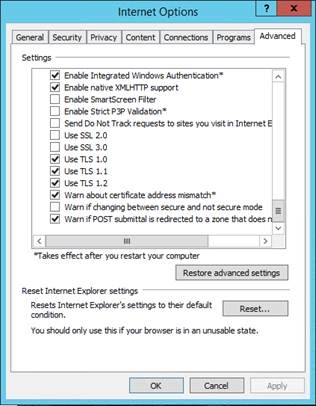 Internet Options
?
General
Security
Privacy
Content
Connections
Programs
Advanced
Settings
Enable Integrated Windows Authentication*
Enable native XMLHTTP support
Enable SmartScreen Filter
Enable Strict P3P Validation*
Send Do Not Track requests to sites you visit in Internet E
Use SSL 2.0
Use SSL 3.0
Use TLS 1.0
Use TLS 1.1
Use TLS 1.2
Warn about certificate address mismatch*
Warn if changing between secure and not secure mode
Warn if POST submittal is redirected to a zone that does n
*Takes effect after you restart your computer
Restore advanced settings
Reset Internet Explorer settings
Resets Internet Explorer's settings to their default
condition.
Reset...
You should only use this if your browser is in an unusable state.
OK
Cancel
Apply